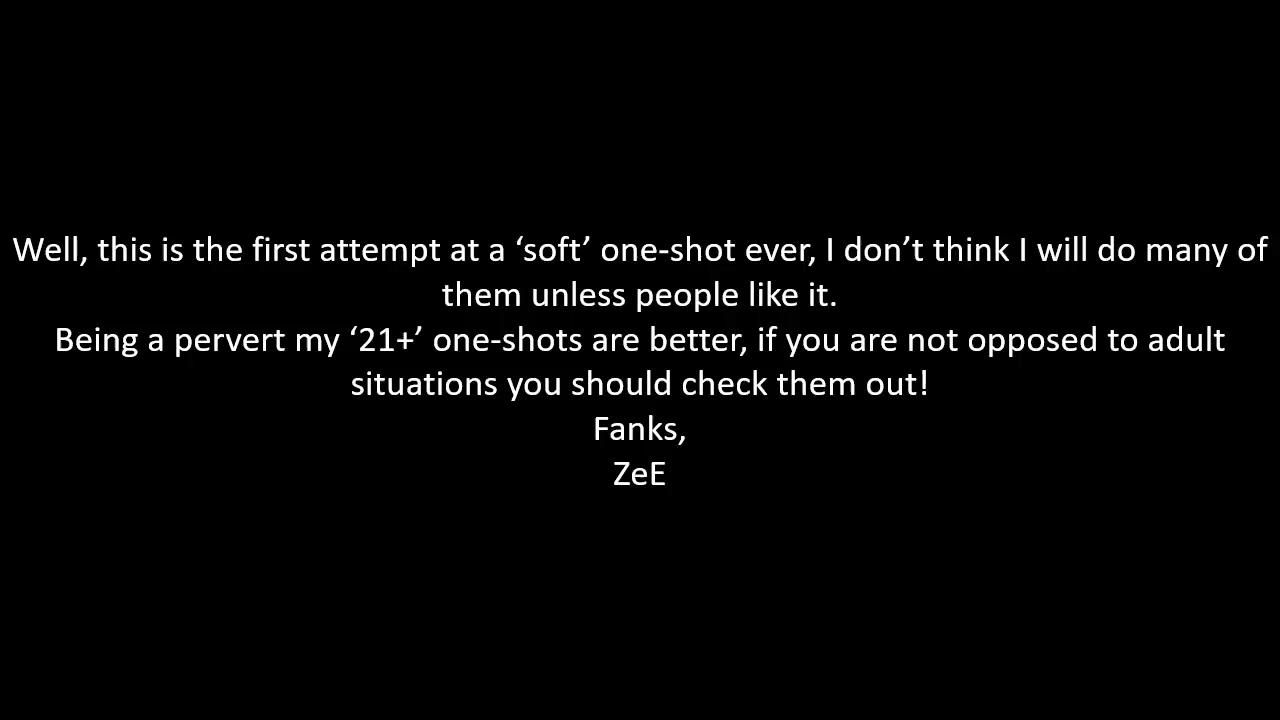 Well, this is the first attempt at a ‘soft’ one-shot ever, I don’t think I will do many of
them unless people like it.
Being a pervert my ‘21+’ one-shots are better, if you are not opposed to adult
situations you should check them out!
Fanks,
ZeE